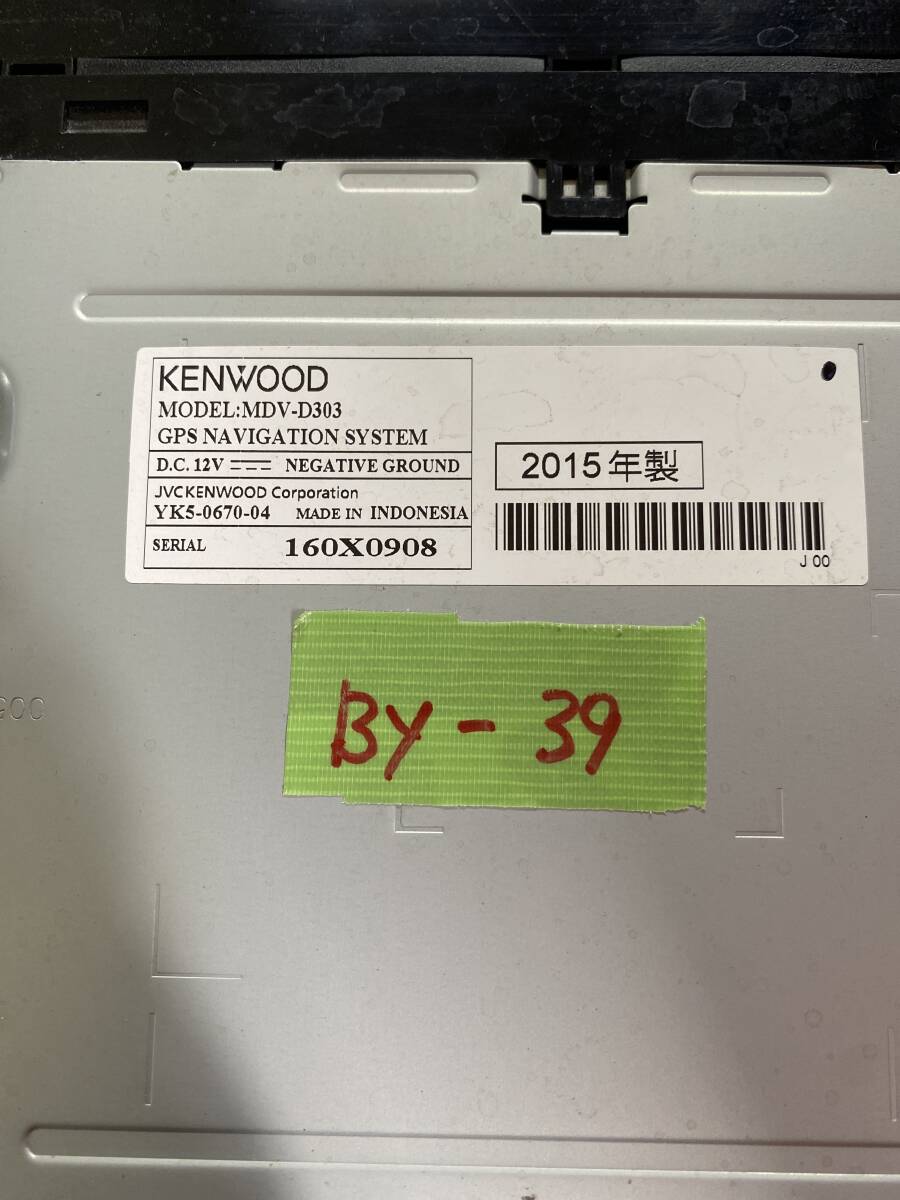 KENWOOD
MODEL:MDV-D303
GPS NAVIGATION SYSTEM
D.C. 12V NEGATIVE GROUND
JVCKENWOOD Corporation
YK5-0670-04 MADE IN INDONESIA
SERIAL 160X0908
2015年製
J 00
BY-39